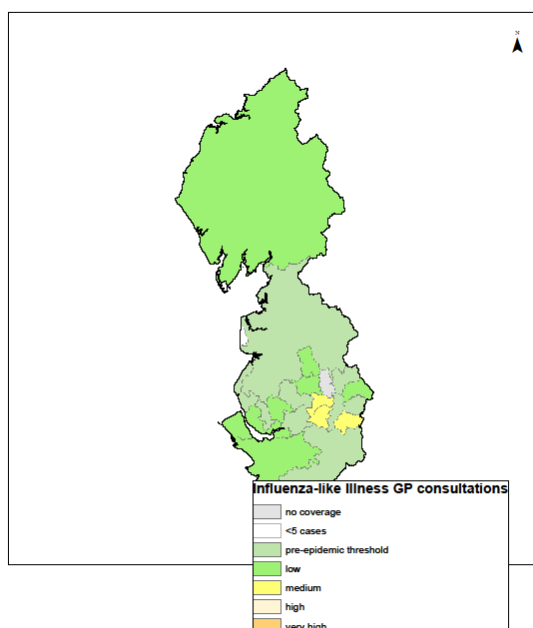 Influenza-like Illness GP consultations
no coverage
<5 cases
pre-epidemic threshold
low
medium
high
very high